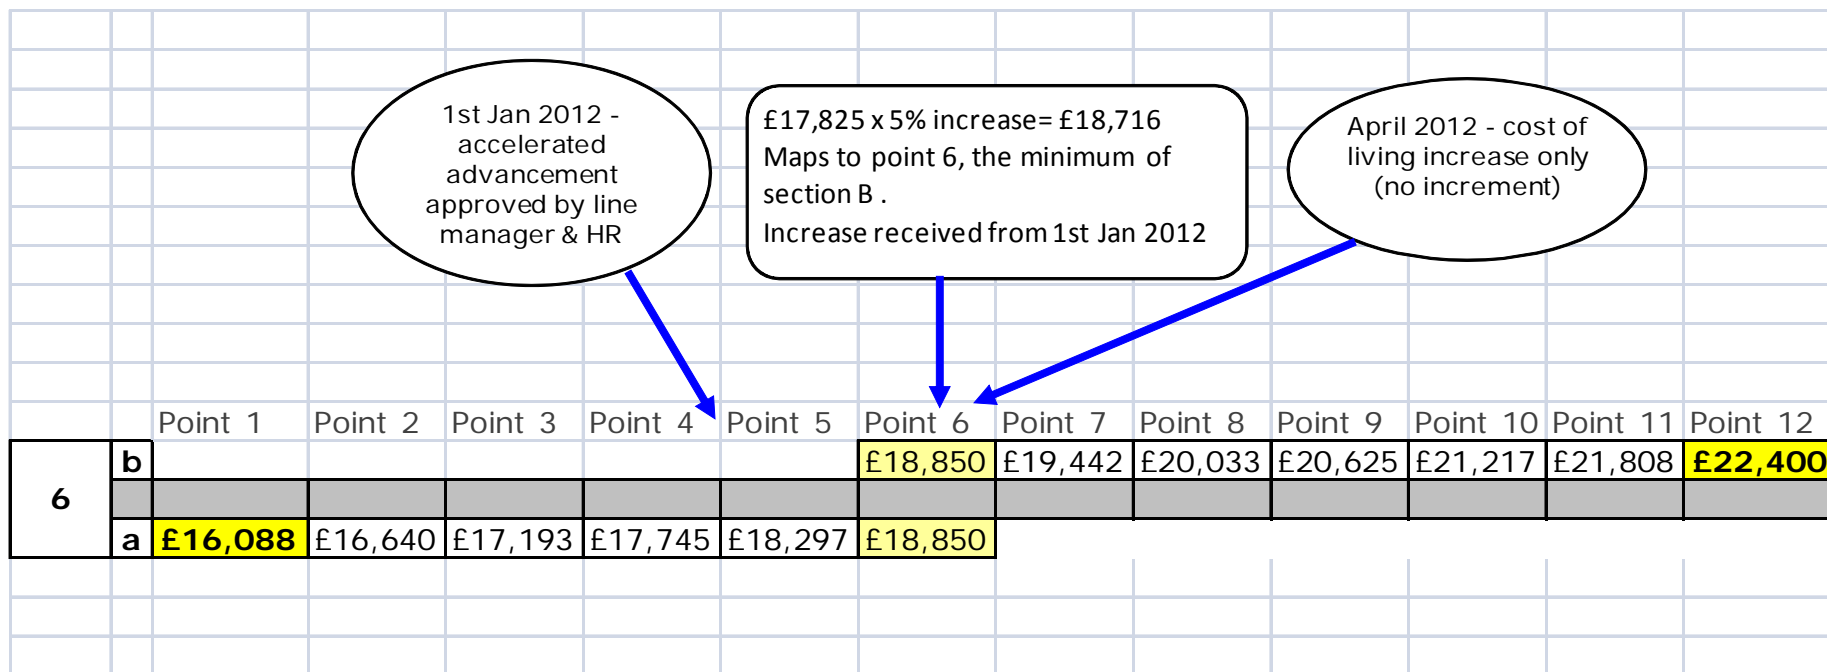 1st Jan 2012 -
accelerated
advancement
approved by line
manager & HR
£17,825 x 5% increase= £18,716
Maps to point 6, the minimum of
section B .
Increase received from 1st Jan 2012
April 2012 - cost of
living increase only
(no increment)
Point 1 Point 2 Point 3 Point 4 Point 5 Point 6 Point 7 Point 8 Point 9 Point 10 Point 11 Point 12
b £18,850 £19,442 £20,033 £20,625 £21,217 £21,808 £22,400
6
a £16,088 £16,640 £17,193 £17,745 £18,297 £18,850